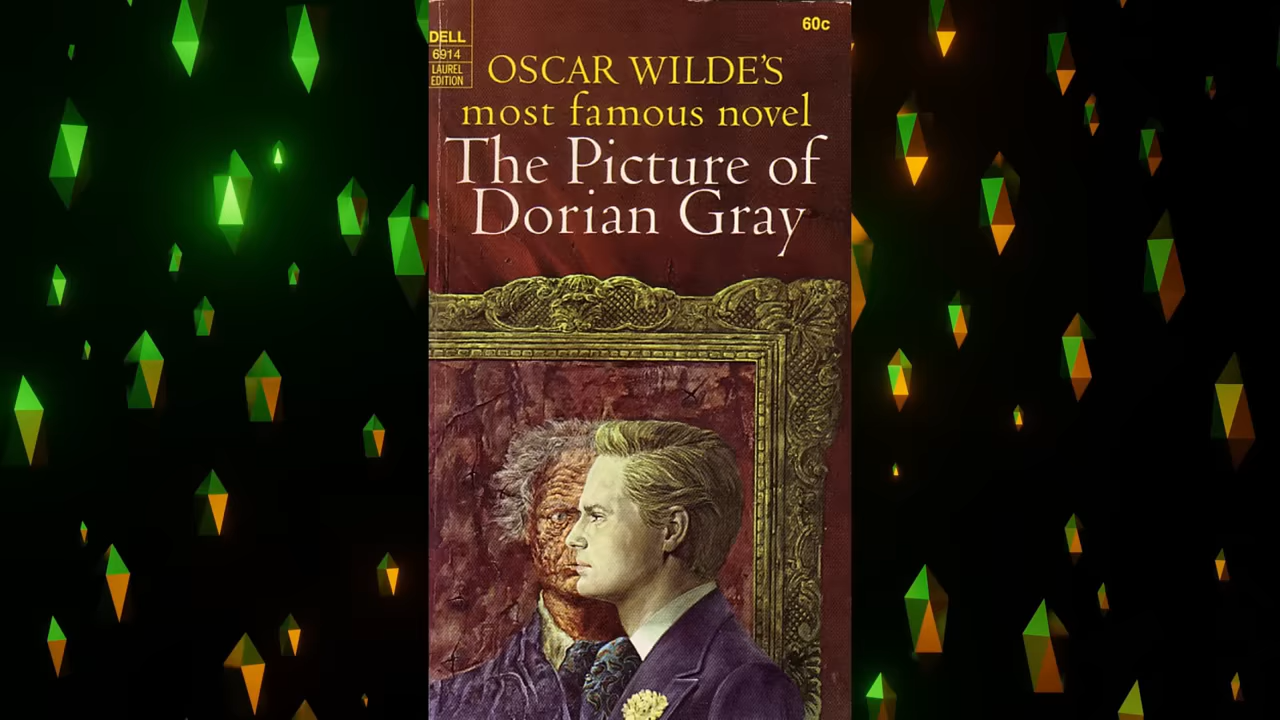 60c
DELL
6914
LAUREL
EDITION
OSCAR WILDE'S
most famous novel
The Picture of
Dorian Gray